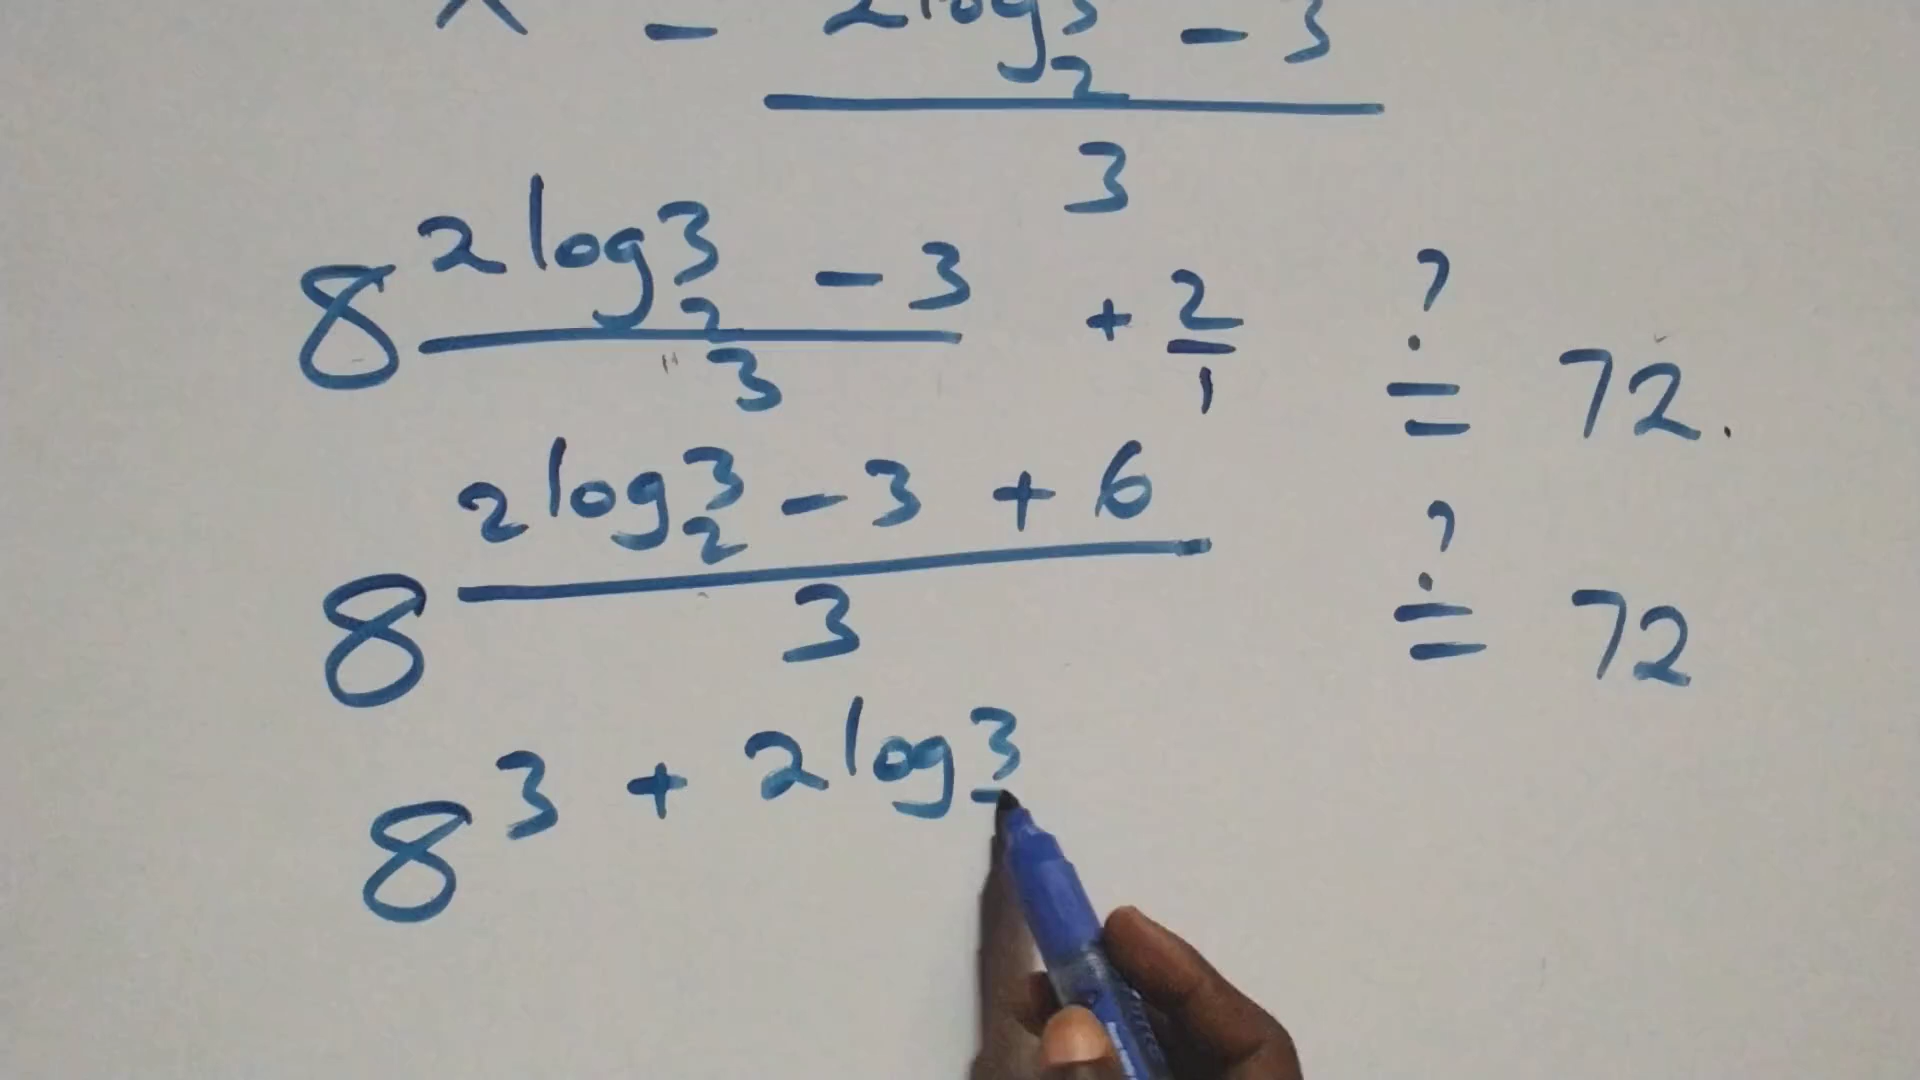 x = 2log₂3 - 3
3
8^(2log₂3 - 3)/3 + 2/1 ≟ 72.
8^(2log₂3 - 3 + 6)/3 ≟ 72
8^3 + 2log3